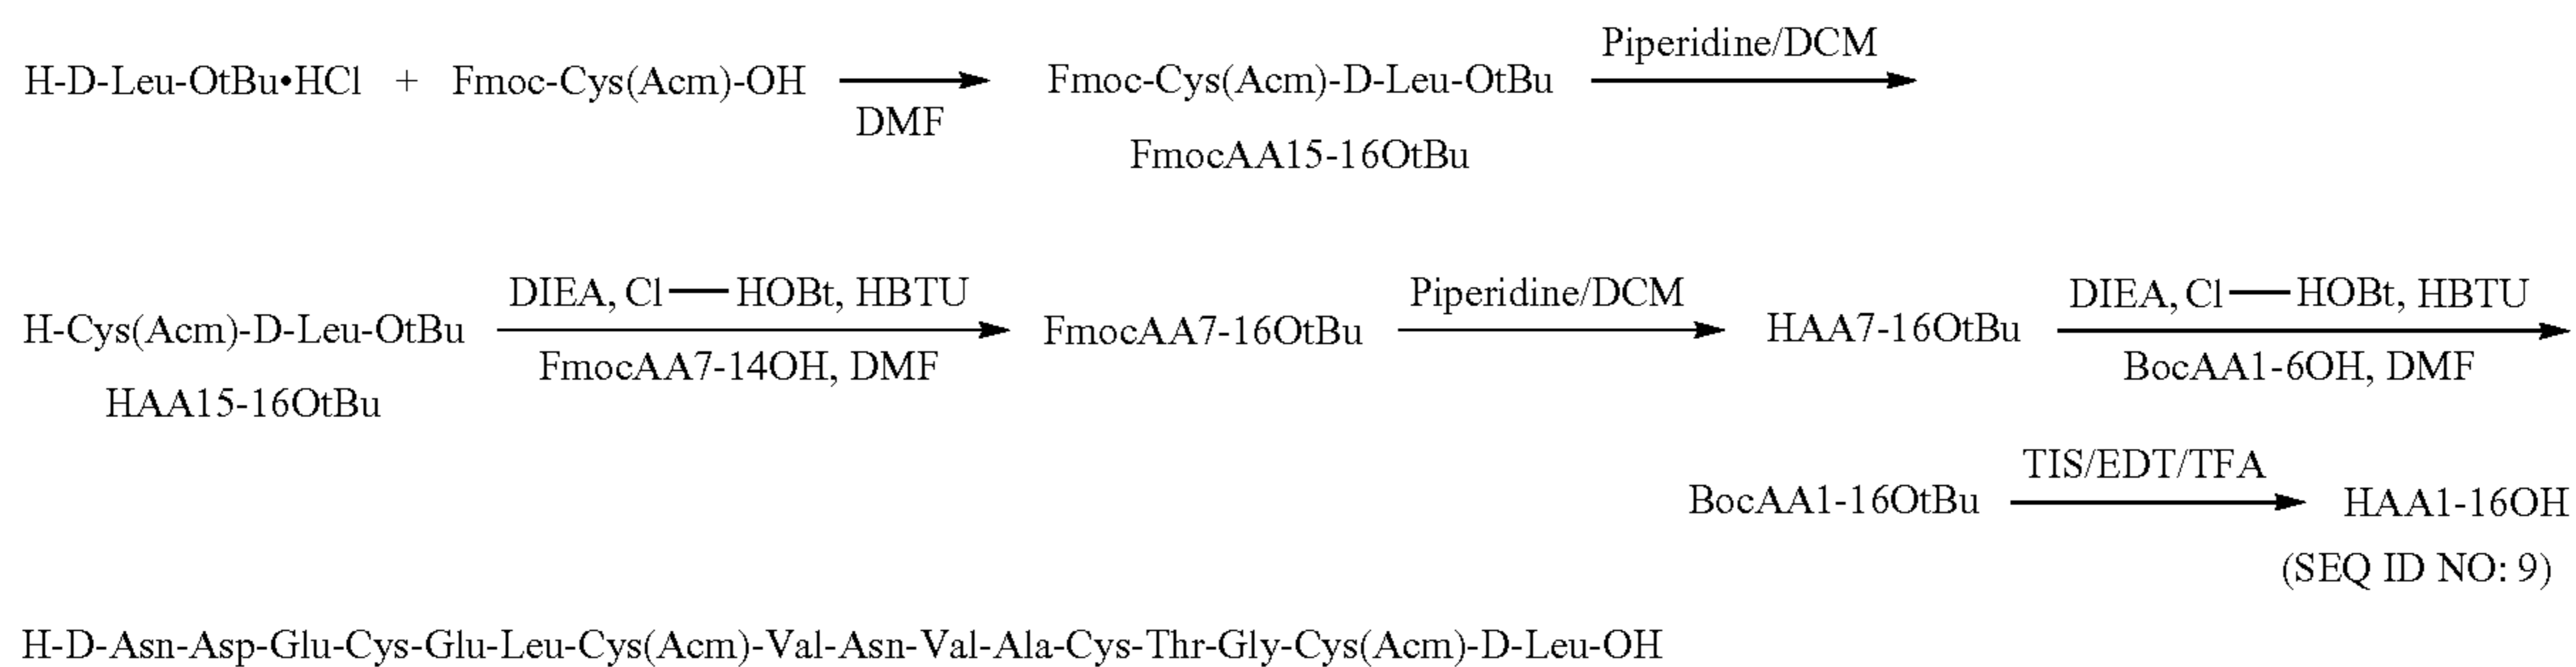 H-D-Leu-OtBu•HCl + Fmoc-Cys(Acm)-OH DMF Fmoc-Cys(Acm)-D-Leu-OtBu Piperidine/DCM
FmocAA15-16OtBu
H-Cys(Acm)-D-Leu-OtBu DIEA, Cl—HOBt, HBTU FmocAA7-16OtBu Piperidine/DCM HAA7-16OtBu DIEA, Cl—HOBt, HBTU
HAA15-16OtBu FmocAA7-14OH, DMF BocAA1-6OH, DMF
BocAA1-16OtBu TIS/EDT/TFA HAA1-16OH
(SEQ ID NO: 9)
H-D-Asn-Asp-Glu-Cys-Glu-Leu-Cys(Acm)-Val-Asn-Val-Ala-Cys-Thr-Gly-Cys(Acm)-D-Leu-OH